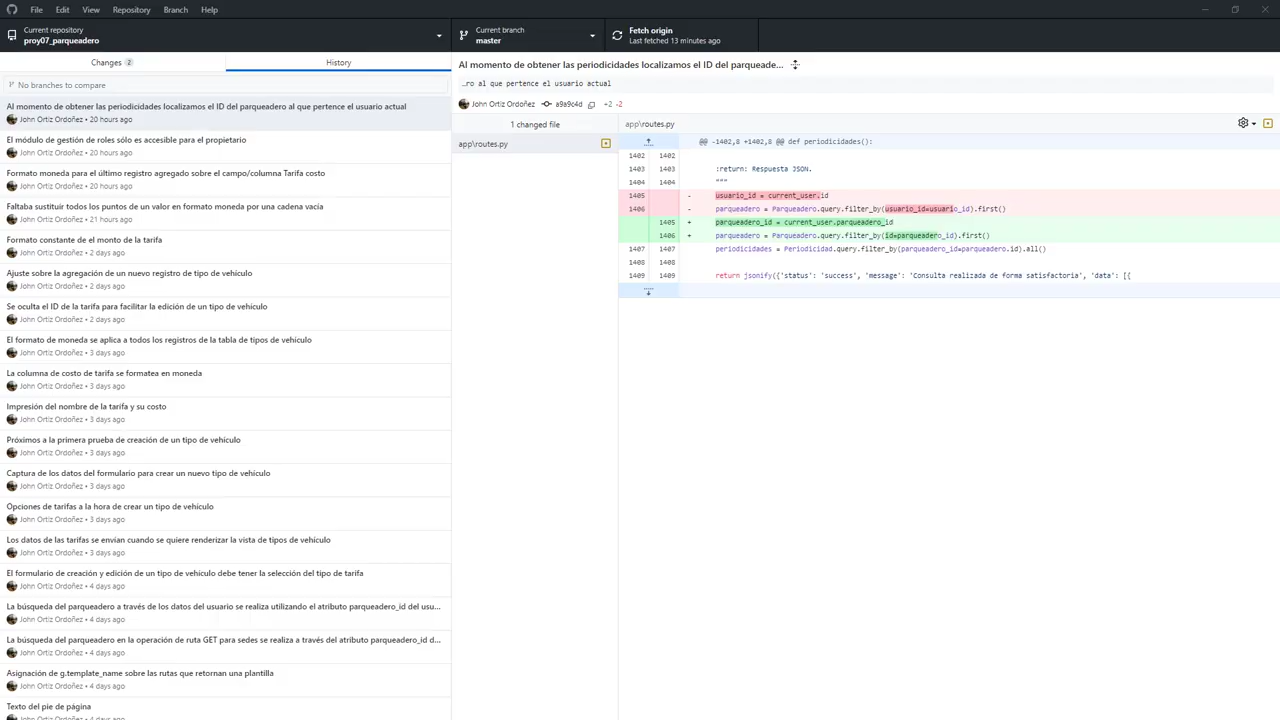 File Edit View Repository Branch Help
Current repository
proy07_parqueadero
Current branch
master
Fetch origin
Last fetched 13 minutes ago
Changes 2
History
No branches to compare
Al momento de obtener las periodicidades localizamos el ID del parqueadero al que pertence el usuario actual
John Ortiz Ordoñez • 20 hours ago
El módulo de gestión de roles sólo es accesible para el propietario
John Ortiz Ordoñez • 20 hours ago
Formato moneda para el último registro agregado sobre el campo/columna Tarifa costo
John Ortiz Ordoñez • 20 hours ago
Faltaba sustituir todos los puntos de un valor en formato moneda por una cadena vacía
John Ortiz Ordoñez • 21 hours ago
Formato constante de el monto de la tarifa
John Ortiz Ordoñez • 2 days ago
Ajuste sobre la agregación de un nuevo registro de tipo de vehículo
John Ortiz Ordoñez • 2 days ago
Se oculta el ID de la tarifa para facilitar la edición de un tipo de vehículo
John Ortiz Ordoñez • 2 days ago
El formato de moneda se aplica a todos los registros de la tabla de tipos de vehículo
John Ortiz Ordoñez • 3 days ago
La columna de costo de tarifa se formatea en moneda
John Ortiz Ordoñez • 3 days ago
Impresión del nombre de la tarifa y su costo
John Ortiz Ordoñez • 3 days ago
Próximos a la primera prueba de creación de un tipo de vehículo
John Ortiz Ordoñez • 3 days ago
Captura de los datos del formulario para crear un nuevo tipo de vehículo
John Ortiz Ordoñez • 3 days ago
Opciones de tarifas a la hora de crear un tipo de vehículo
John Ortiz Ordoñez • 3 days ago
Los datos de las tarifas se envían cuando se quiere renderizar la vista de tipos de vehículo
John Ortiz Ordoñez • 3 days ago
El formulario de creación y edición de un tipo de vehículo debe tener la selección del tipo de tarifa
John Ortiz Ordoñez • 4 days ago
La búsqueda del parqueadero a través de los datos del usuario se realiza utilizando el atributo parqueadero_id del usu...
John Ortiz Ordoñez • 4 days ago
La búsqueda del parqueadero en la operación de ruta GET para sedes se realiza a través del atributo parqueadero_id d...
John Ortiz Ordoñez • 4 days ago
Asignación de g.template_name sobre las rutas que retornan una plantilla
John Ortiz Ordoñez • 4 days ago
Texto del pie de página
John Ortiz Ordoñez • 4 days ago
Al momento de obtener las periodicidades localizamos el ID del parqueade...
…ro al que pertence el usuario actual
John Ortiz Ordoñez a9a9c4d +2 -2
1 changed file
app\routes.py
app\routes.py
@@ -1402,8 +1402,8 @@ def periodicidades():
1402 1402
1403 1403 :return: Respuesta JSON.
1404 1404 """
1405 - usuario_id = current_user.id
1406 - parqueadero = Parqueadero.query.filter_by(usuario_id=usuario_id).first()
1405 + parqueadero_id = current_user.parqueadero_id
1406 + parqueadero = Parqueadero.query.filter_by(id=parqueadero_id).first()
1407 1407 periodicidades = Periodicidad.query.filter_by(parqueadero_id=parqueadero.id).all()
1408 1408
1409 1409 return jsonify({'status': 'success', 'message': 'Consulta realizada de forma satisfactoria', 'data': [{